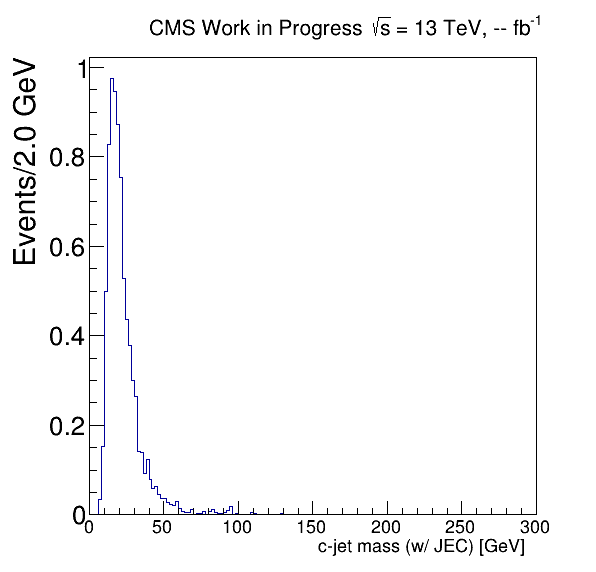 CMS Work in Progress √s = 13 TeV, -- fb⁻¹
Events/2.0 GeV
1
0.8
0.6
0.4
0.2
0
0 50 100 150 200 250 300
c-jet mass (w/ JEC) [GeV]